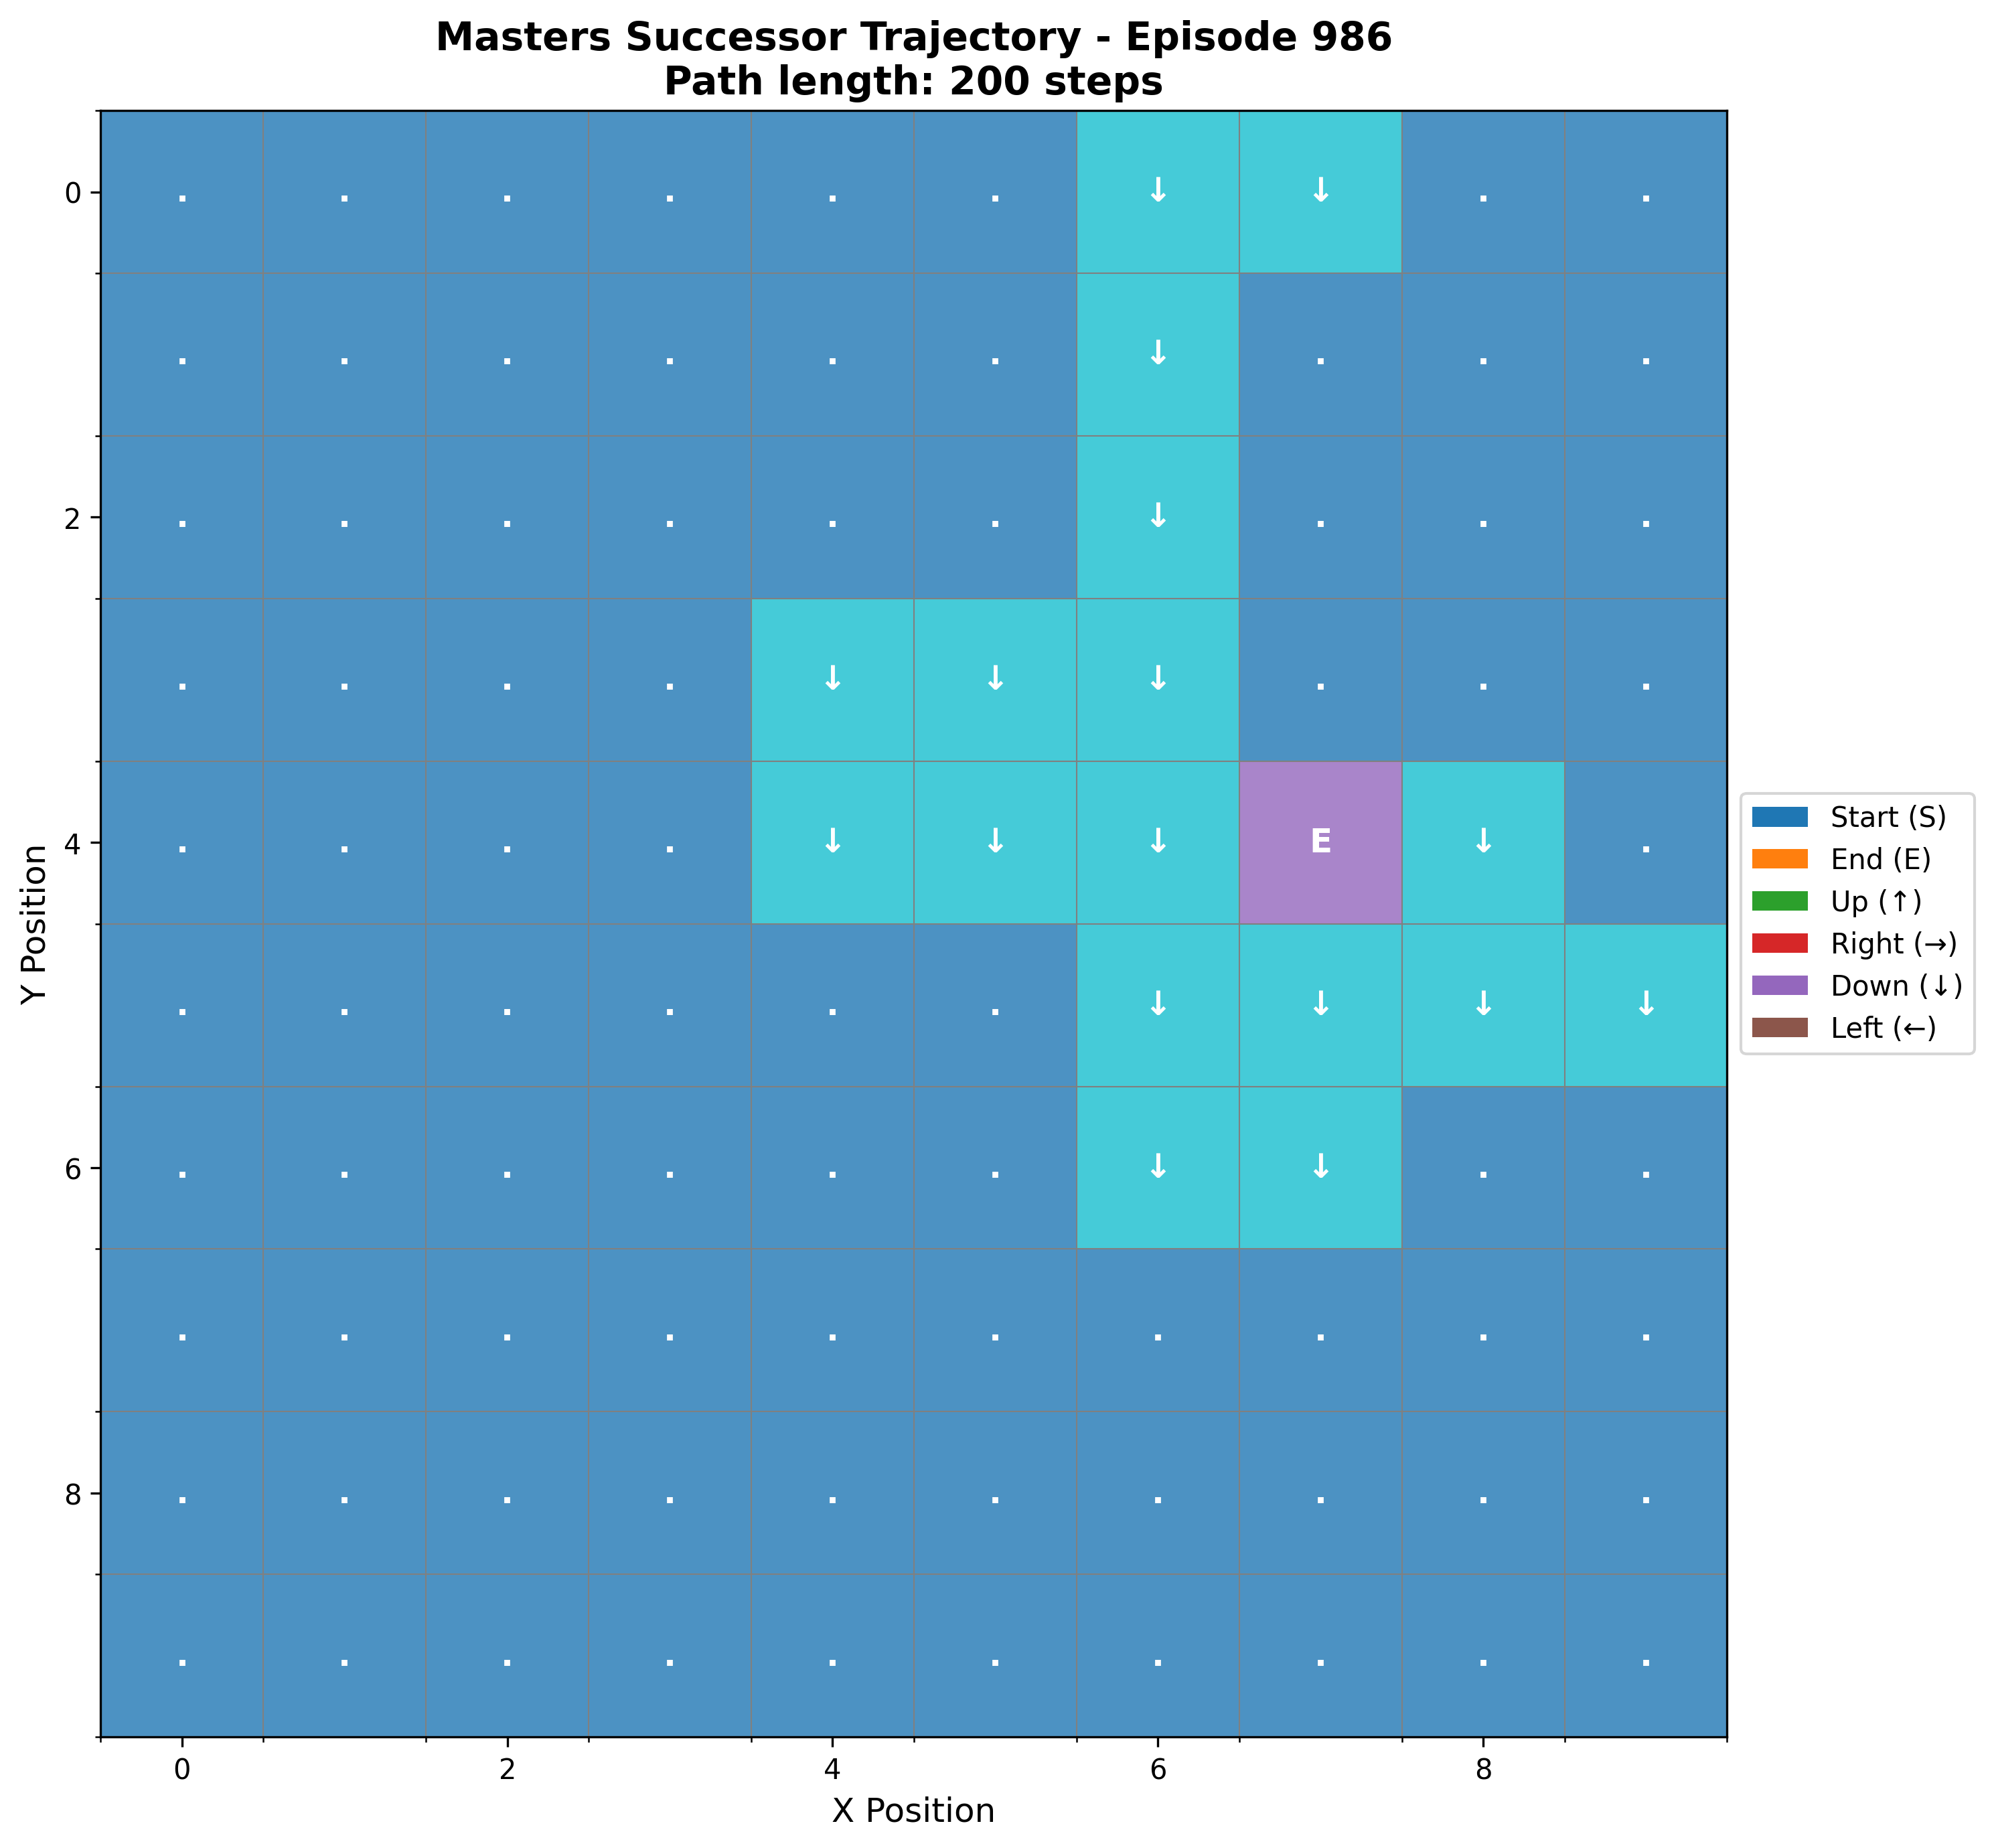 Masters Successor Trajectory - Episode 986
Path length: 200 steps
0 . . . . . . ↓ ↓ . .
. . . . . . ↓ . . .
2 . . . . . . ↓ . . .
. . . . ↓ ↓ ↓ . . .
4 . . . . ↓ ↓ ↓ E ↓ .
. . . . . . ↓ ↓ ↓ ↓
6 . . . . . . ↓ ↓ . .
. . . . . . . . . .
8 . . . . . . . . . .
. . . . . . . . . .
0 2 4 6 8
X Position
Y Position
Start (S)
End (E)
Up (↑)
Right (→)
Down (↓)
Left (←)